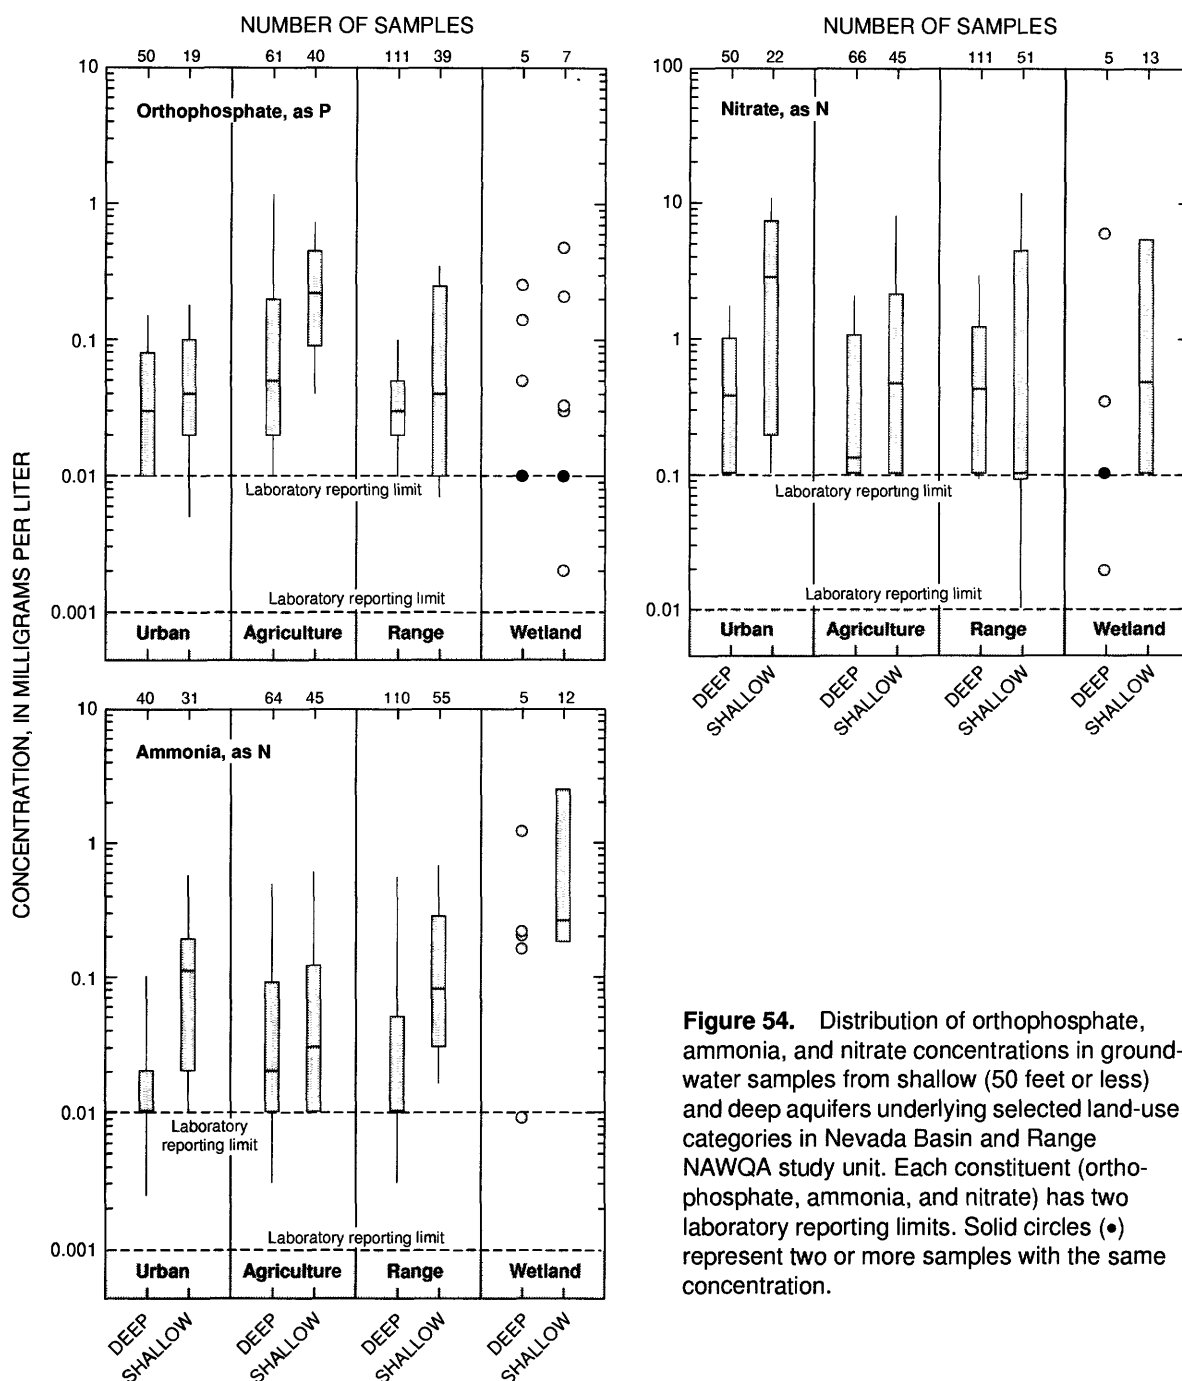 NUMBER OF SAMPLES
50 19 61 40 111 39 5 7
10
Orthophosphate, as P
1
0.1
0.01
Laboratory reporting limit
Laboratory reporting limit
0.001
Urban Agriculture Range Wetland
NUMBER OF SAMPLES
50 22 66 45 111 51 5 13
100
Nitrate, as N
10
1
0.1
Laboratory reporting limit
Laboratory reporting limit
0.01
Urban Agriculture Range Wetland
DEEP SHALLOW DEEP SHALLOW DEEP SHALLOW DEEP SHALLOW
CONCENTRATION, IN MILLIGRAMS PER LITER
40 31 64 45 110 55 5 12
10
Ammonia, as N
1
0.1
0.01
Laboratory
reporting limit
Laboratory reporting limit
0.001
Urban Agriculture Range Wetland
DEEP SHALLOW DEEP SHALLOW DEEP SHALLOW DEEP SHALLOW
Figure 54. Distribution of orthophosphate,
ammonia, and nitrate concentrations in ground-
water samples from shallow (50 feet or less)
and deep aquifers underlying selected land-use
categories in Nevada Basin and Range
NAWQA study unit. Each constituent (ortho-
phosphate, ammonia, and nitrate) has two
laboratory reporting limits. Solid circles (•)
represent two or more samples with the same
concentration.